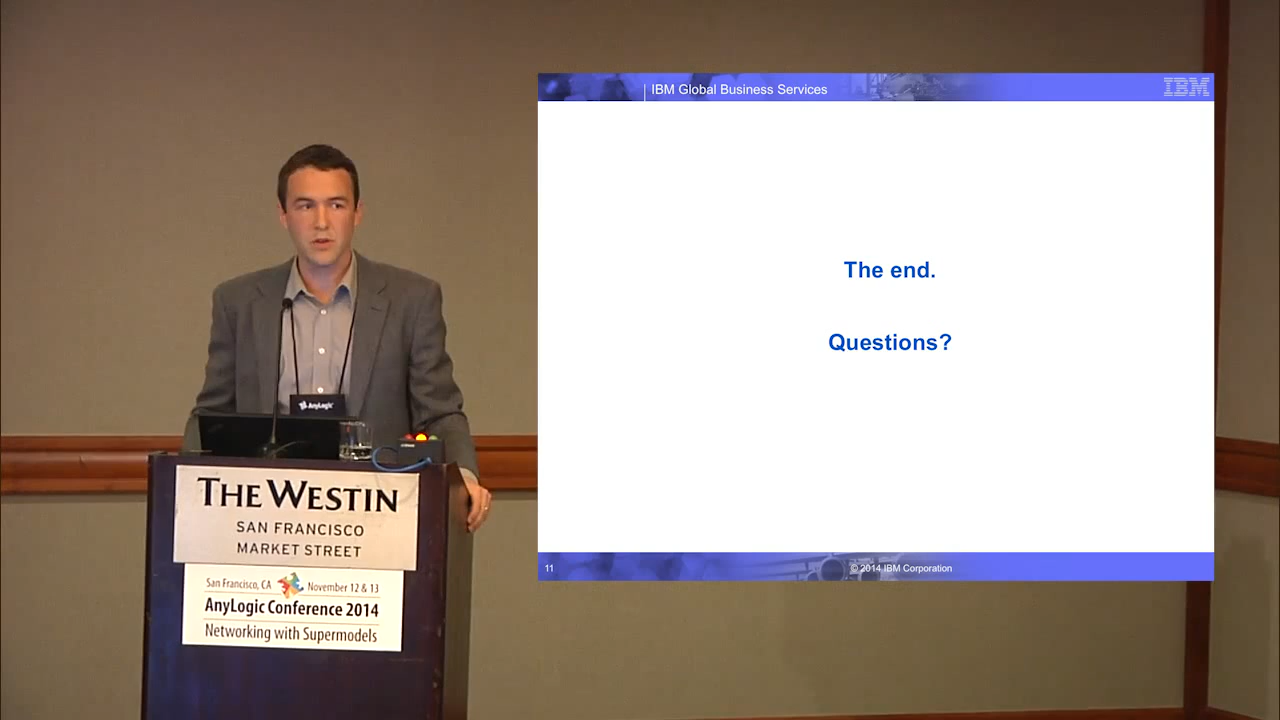 IBM Global Business Services
IBM
The end.
Questions?
11
© 2014 IBM Corporation
AnyLogic
THE WESTIN
SAN FRANCISCO
MARKET STREET
San Francisco, CA November 12 & 13
AnyLogic Conference 2014
Networking with Supermodels